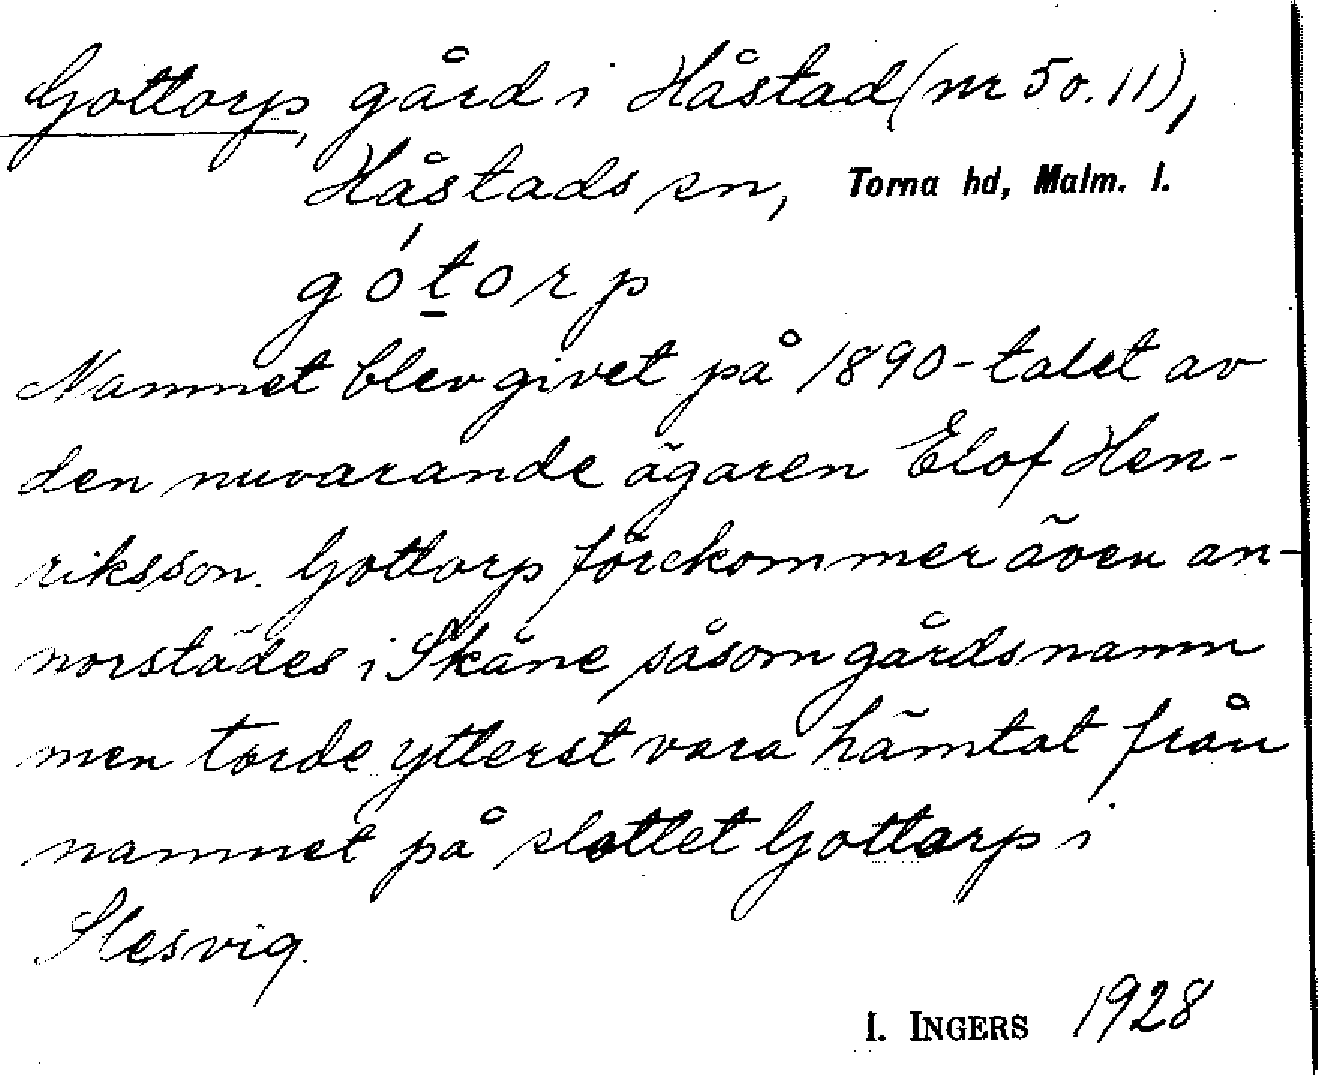 Gottorp, gård i Håstad (nr 5 o. 11),
Håstads sn, Torna hd, Malm. l.
gótorp
Namnet blev givet på 1890-talet av
den nuvarande ägaren Elof Hen-
riksson. Gottorp förekommer även an-
norstädes i Skåne såsom gårdsnamn
men torde ytterst vara hämtat från
namnet på slottet Gottorp i
Slesvig.
I. INGERS 1928